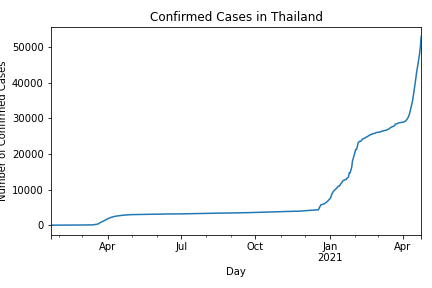 Confirmed Cases in Thailand
Number of Confirmed Cases
50000
40000
30000
20000
10000
0
Apr
Jul
Oct
Jan
2021
Apr
Day